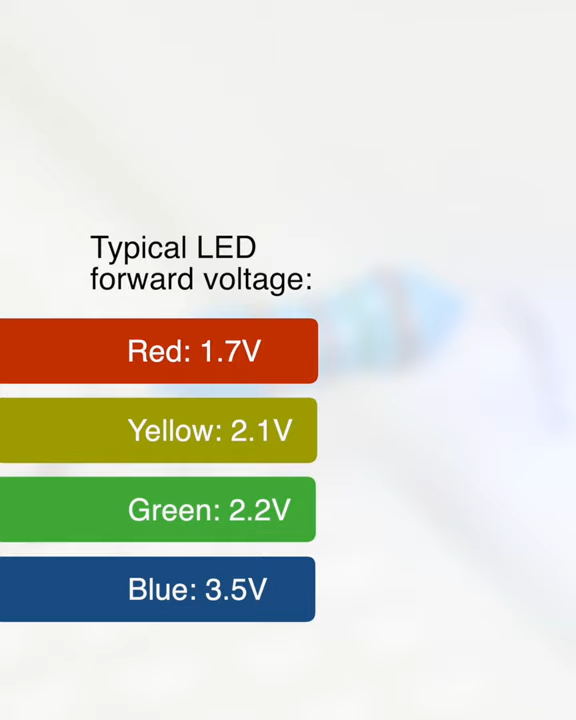 Typical LED
forward voltage:
Red: 1.7V
Yellow: 2.1V
Green: 2.2V
Blue: 3.5V